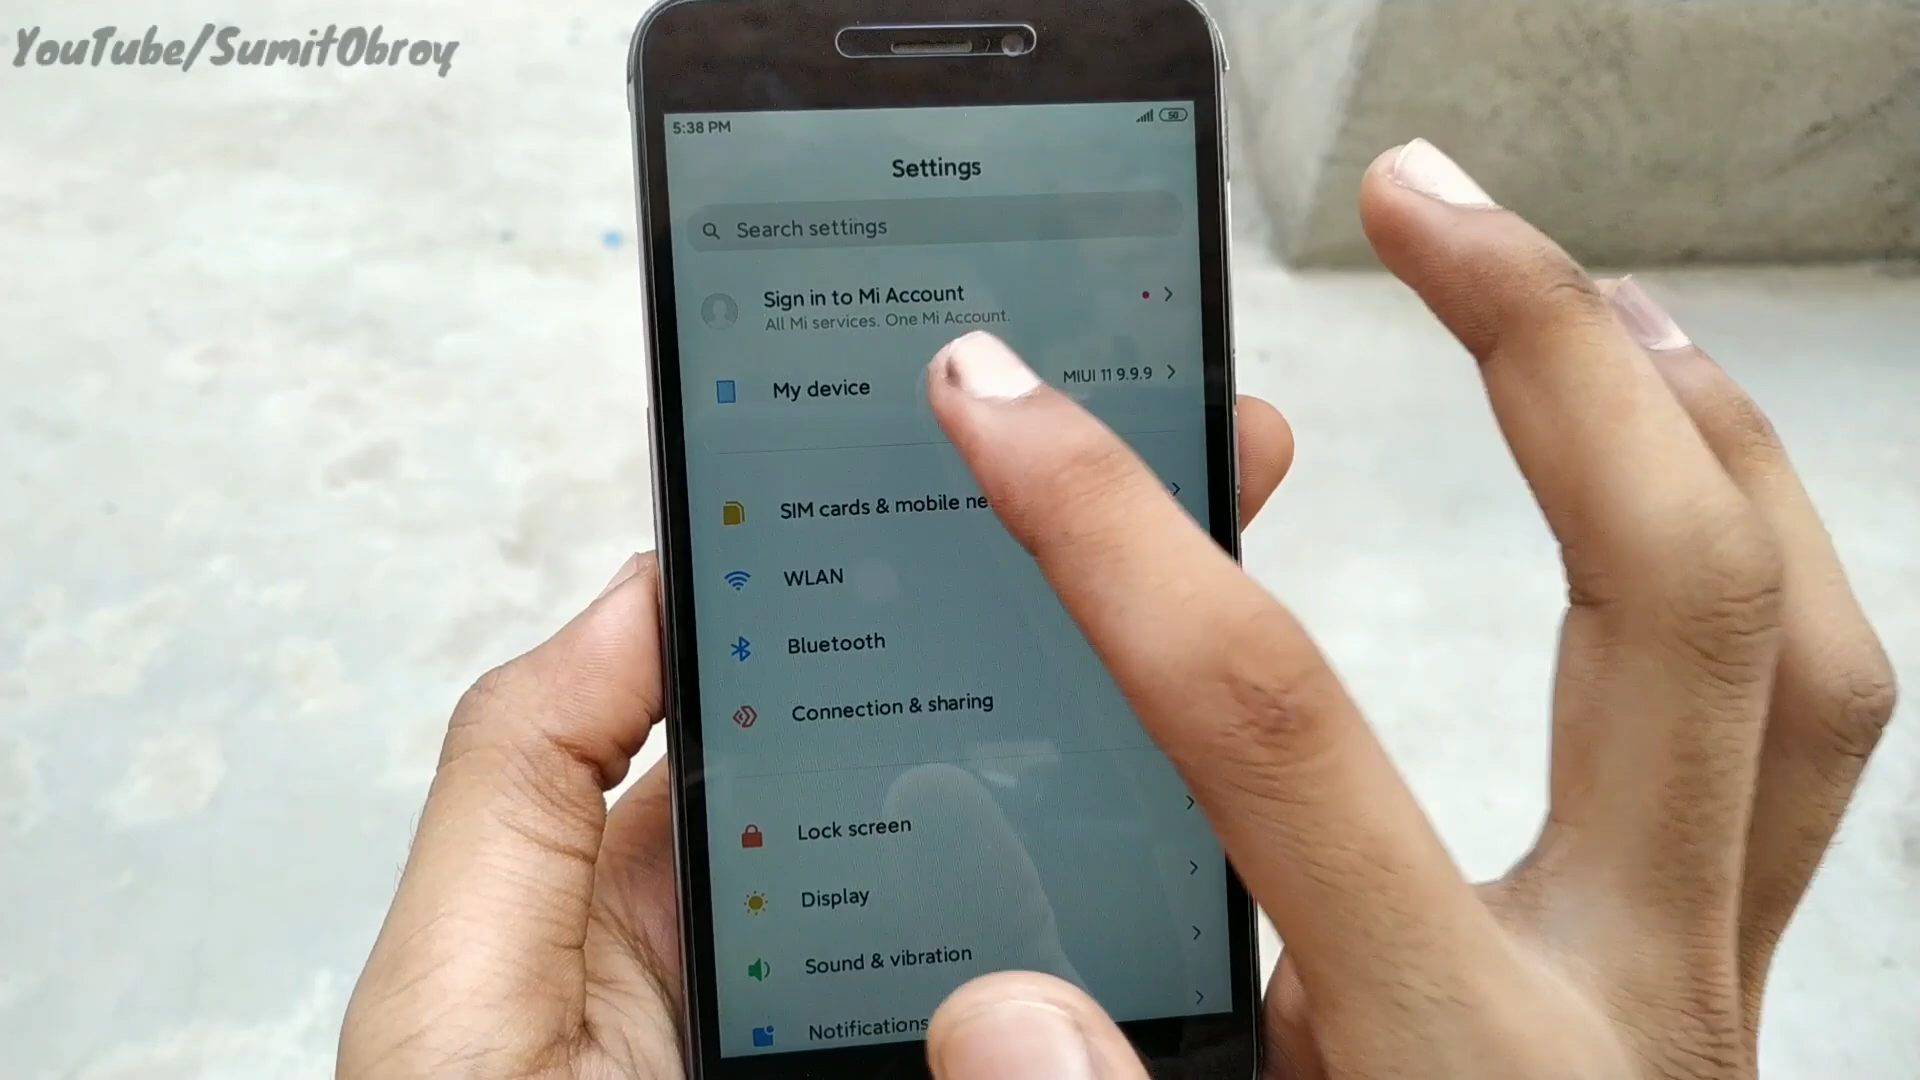 YouTube/SumitObroy
5:38 PM
50
Settings
Search settings
Sign in to Mi Account
All Mi services. One Mi Account.
My device
MIUI 11 9.9.9
SIM cards & mobile ne
WLAN
Bluetooth
Connection & sharing
Lock screen
Display
Sound & vibration
Notifications